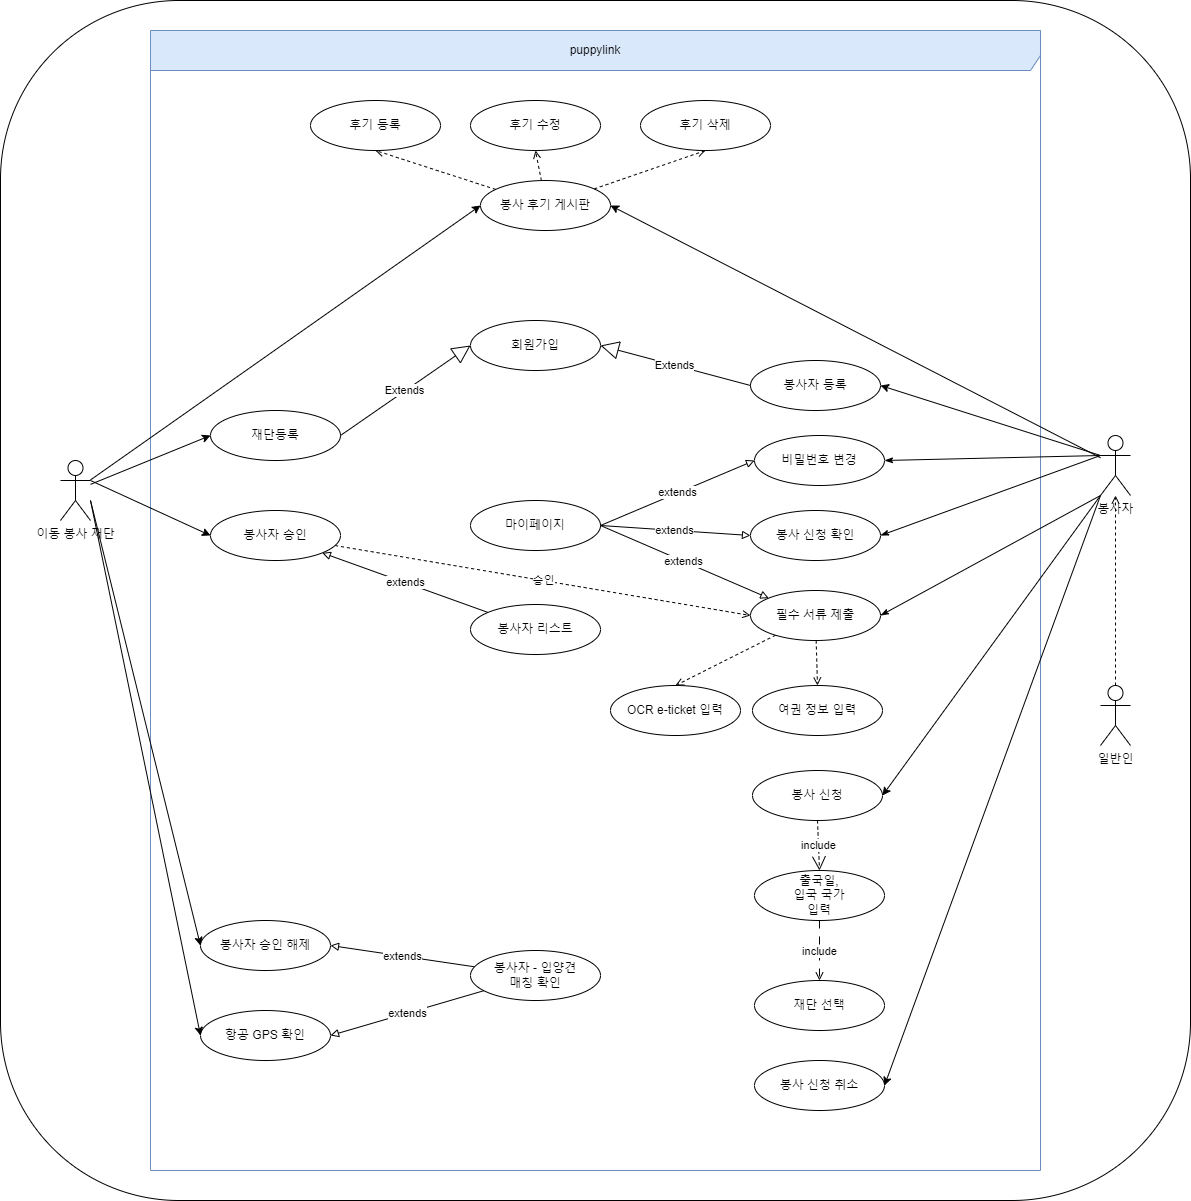 puppylink
후기 등록
후기 수정
후기 삭제
봉사 후기 게시판
회원가입
Extends
Extends
봉사자 등록
재단등록
비밀번호 변경
이동 봉사 재단
봉사자
extends
마이페이지
extends
봉사 신청 확인
봉사자 승인
extends
승인
extends
필수 서류 제출
봉사자 리스트
OCR e-ticket 입력
여권 정보 입력
일반인
봉사 신청
include
출국일,
입국 국가
입력
include
봉사자 승인 해제
extends
봉사자 - 입양견
매칭 확인
재단 선택
extends
항공 GPS 확인
봉사 신청 취소